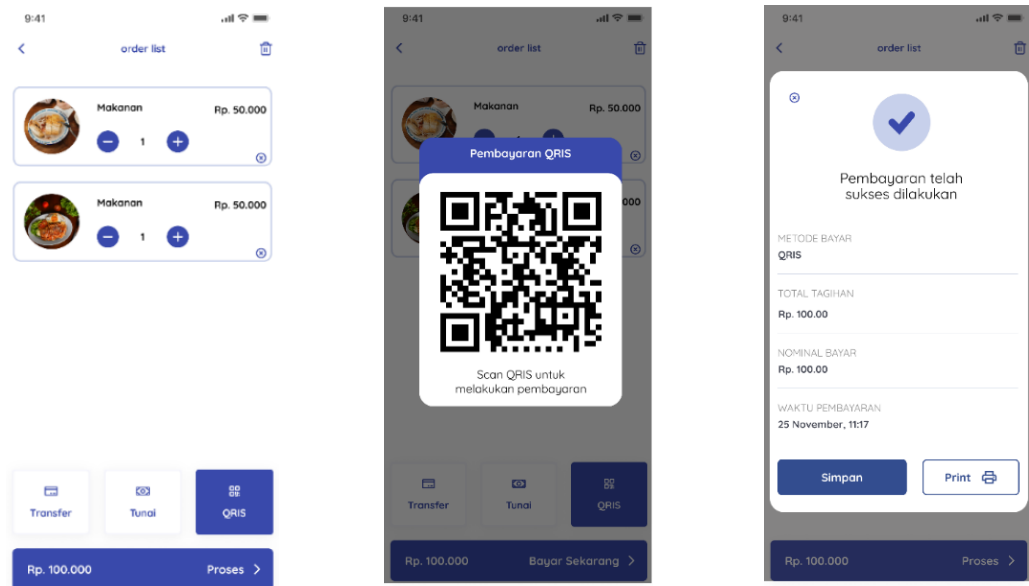 9:41
order list
Makanan
Rp. 50.000
1
Makanan
Rp. 50.000
1
Transfer
Tunai
QRIS
Rp. 100.000
Proses >
9:41
order list
Makanan
Rp. 50.000
Pembayaran QRIS
000
Scan QRIS untuk
melakukan pembayaran
Transfer
Tunai
QRIS
Rp. 100.000
Bayar Sekarang >
9:41
order list
Pembayaran telah
sukses dilakukan
METODE BAYAR
QRIS
TOTAL TAGIHAN
Rp. 100.00
NOMINAL BAYAR
Rp. 100.00
WAKTU PEMBAYARAN
25 November, 11:17
Simpan
Print
Rp. 100.000
Proses >